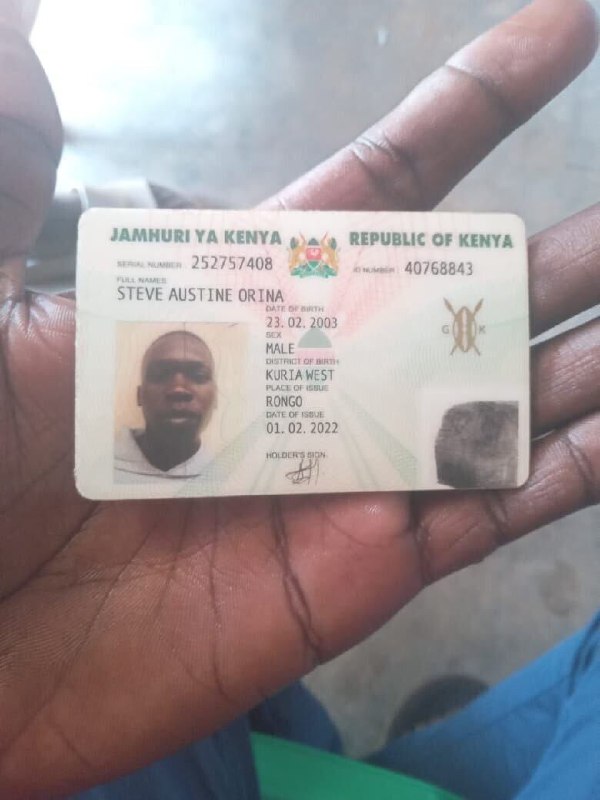 JAMHURI YA KENYA REPUBLIC OF KENYA
SERIAL NUMBER 252757408 ID NUMBER 40768843
FULL NAMES
STEVE AUSTINE ORINA
DATE OF BIRTH
23. 02. 2003
SEX
MALE
DISTRICT OF BIRTH
KURIA WEST
PLACE OF ISSUE
RONGO
DATE OF ISSUE
01. 02. 2022
HOLDER'S SIGN.
G K